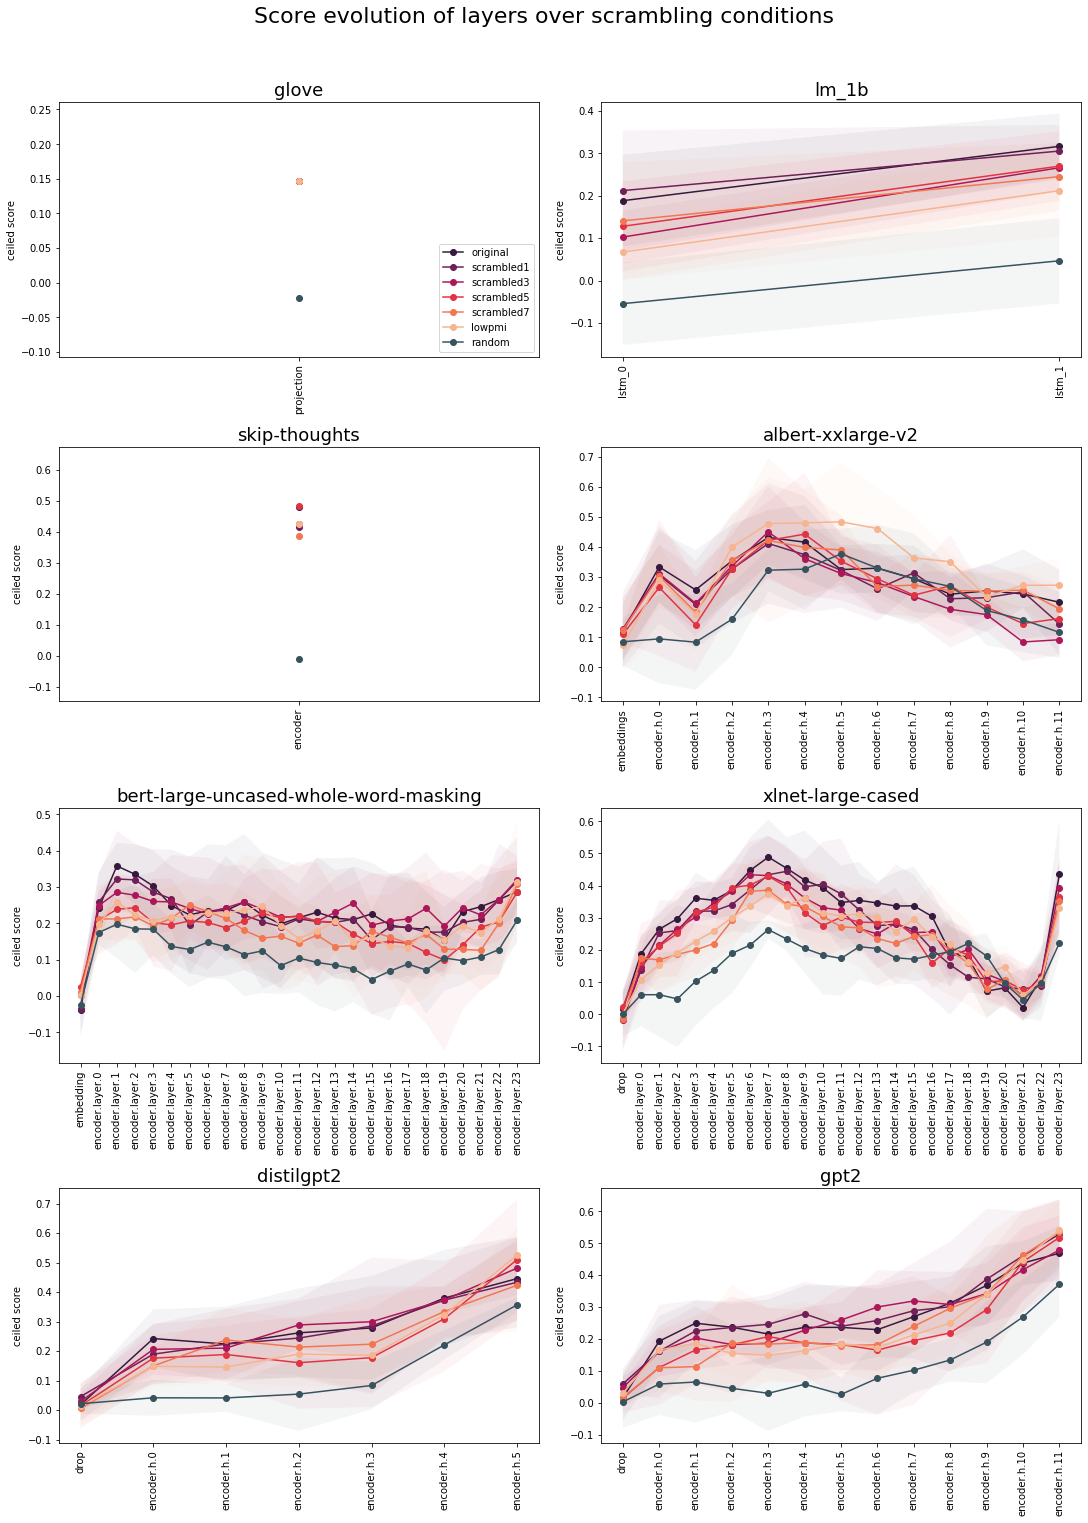 Score evolution of layers over scrambling conditions
glove
ceiled score
0.25
0.20
0.15
0.10
0.05
0.00
−0.05
−0.10
projection
original
scrambled1
scrambled3
scrambled5
scrambled7
lowpmi
random
lm_1b
ceiled score
0.4
0.3
0.2
0.1
0.0
−0.1
lstm_0
lstm_1
skip-thoughts
ceiled score
0.6
0.5
0.4
0.3
0.2
0.1
0.0
−0.1
encoder
albert-xxlarge-v2
ceiled score
0.7
0.6
0.5
0.4
0.3
0.2
0.1
0.0
−0.1
embeddings
encoder.h.0
encoder.h.1
encoder.h.2
encoder.h.3
encoder.h.4
encoder.h.5
encoder.h.6
encoder.h.7
encoder.h.8
encoder.h.9
encoder.h.10
encoder.h.11
bert-large-uncased-whole-word-masking
ceiled score
0.5
0.4
0.3
0.2
0.1
0.0
−0.1
embedding
encoder.layer.0
encoder.layer.1
encoder.layer.2
encoder.layer.3
encoder.layer.4
encoder.layer.5
encoder.layer.6
encoder.layer.7
encoder.layer.8
encoder.layer.9
encoder.layer.10
encoder.layer.11
encoder.layer.12
encoder.layer.13
encoder.layer.14
encoder.layer.15
encoder.layer.16
encoder.layer.17
encoder.layer.18
encoder.layer.19
encoder.layer.20
encoder.layer.21
encoder.layer.22
encoder.layer.23
xlnet-large-cased
ceiled score
0.6
0.5
0.4
0.3
0.2
0.1
0.0
−0.1
drop
encoder.layer.0
encoder.layer.1
encoder.layer.2
encoder.layer.3
encoder.layer.4
encoder.layer.5
encoder.layer.6
encoder.layer.7
encoder.layer.8
encoder.layer.9
encoder.layer.10
encoder.layer.11
encoder.layer.12
encoder.layer.13
encoder.layer.14
encoder.layer.15
encoder.layer.16
encoder.layer.17
encoder.layer.18
encoder.layer.19
encoder.layer.20
encoder.layer.21
encoder.layer.22
encoder.layer.23
distilgpt2
ceiled score
0.7
0.6
0.5
0.4
0.3
0.2
0.1
0.0
−0.1
drop
encoder.h.0
encoder.h.1
encoder.h.2
encoder.h.3
encoder.h.4
encoder.h.5
gpt2
ceiled score
0.6
0.5
0.4
0.3
0.2
0.1
0.0
−0.1
drop
encoder.h.0
encoder.h.1
encoder.h.2
encoder.h.3
encoder.h.4
encoder.h.5
encoder.h.6
encoder.h.7
encoder.h.8
encoder.h.9
encoder.h.10
encoder.h.11